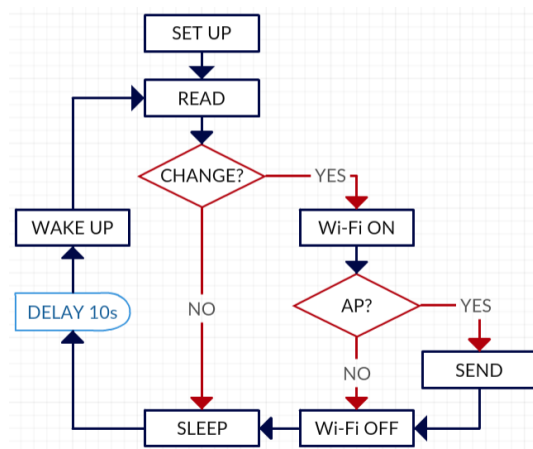 SET UP
READ
CHANGE?
YES
WAKE UP
Wi-Fi ON
DELAY 10s
NO
AP?
YES
NO
SEND
SLEEP
Wi-Fi OFF